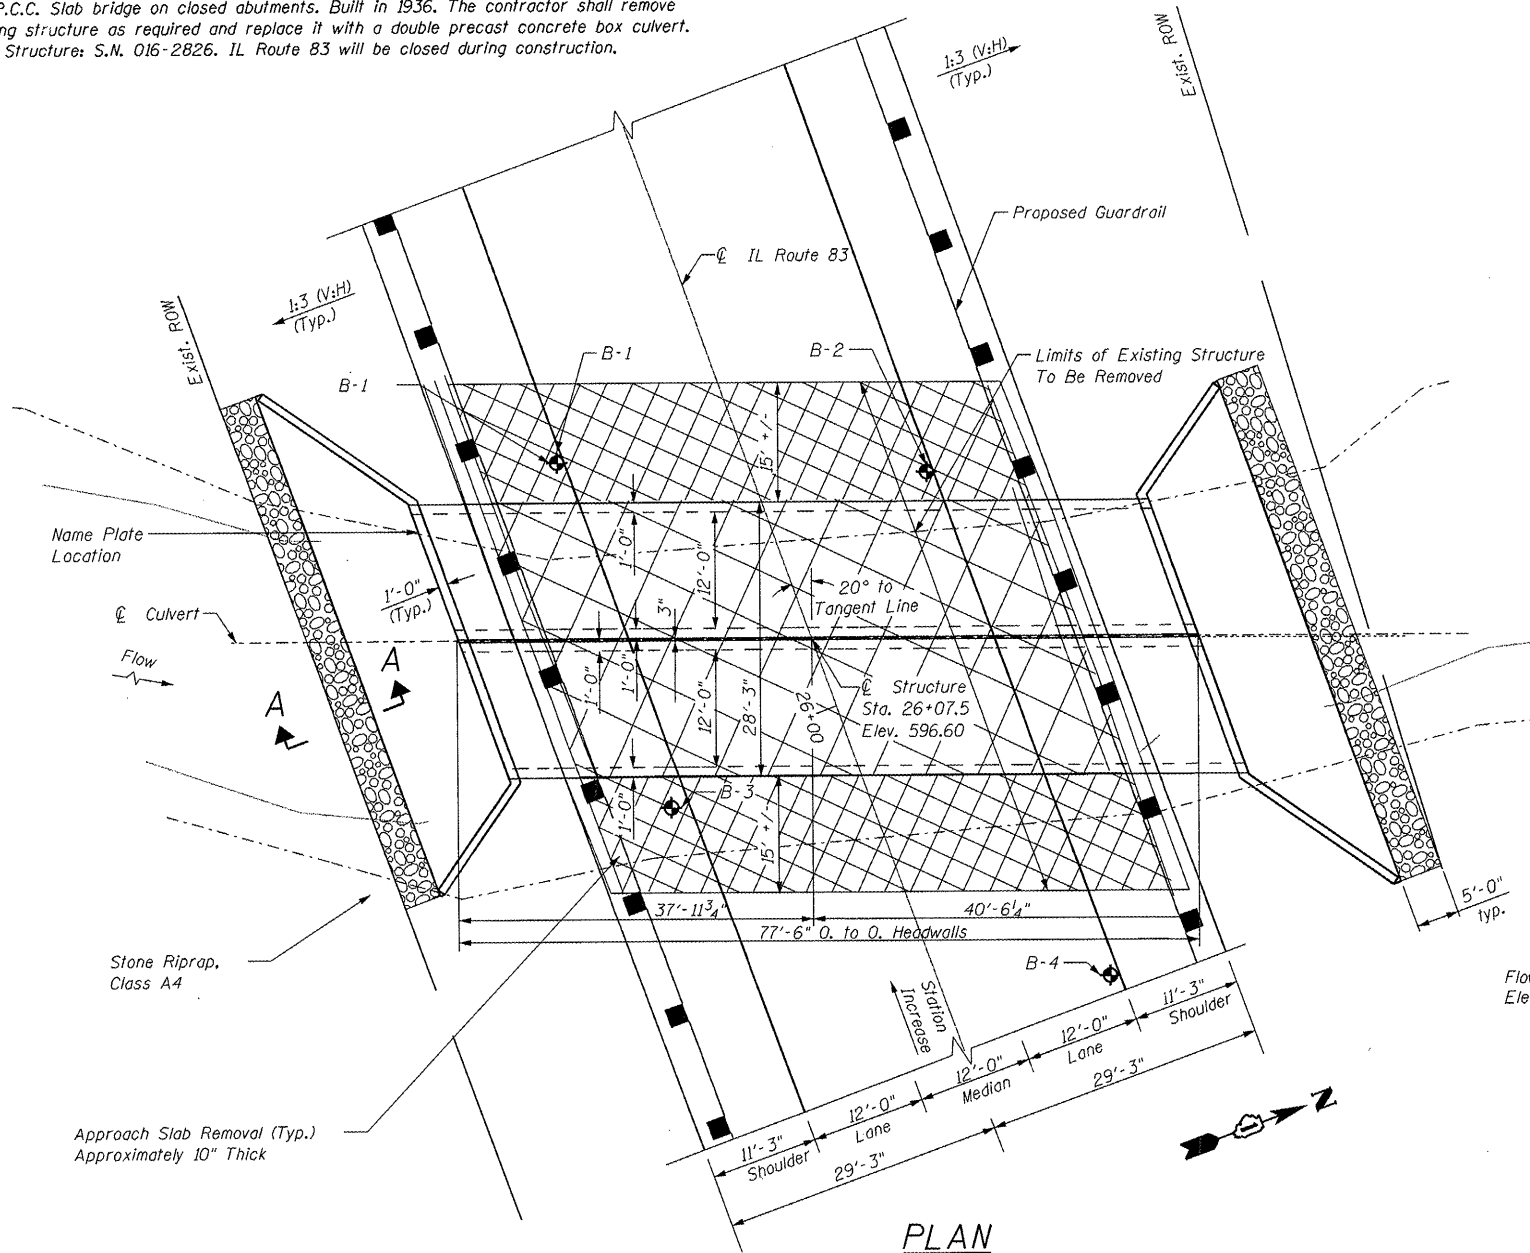 P.C.C. Slab bridge on closed abutments. Built in 1936. The contractor shall remove
ng structure as required and replace it with a double precast concrete box culvert.
Structure: S.N. 016-2826. IL Route 83 will be closed during construction.
1:3 (V:H)
(Typ.)
Exist. ROW
Proposed Guardrail
℄ IL Route 83
1:3 (V:H)
(Typ.)
Exist. ROW
B-1
B-2
Limits of Existing Structure
To Be Removed
B-1
15' +/-
Name Plate
Location
1'-0"
12'-0"
1'-0"
(Typ.)
3"
20° to
Tangent Line
℄ Culvert
Flow
A
A
1'-0"
1'-0"
12'-0"
28'-3"
26+00
℄ Structure
Sta. 26+07.5
Elev. 596.60
B-3
1'-0"
15' +/-
37'-11¾"
40'-6¼"
77'-6" O. to O. Headwalls
5'-0"
typ.
Stone Riprap,
Class A4
B-4
Station
Increase
Flo
Ele
11'-3"
Shoulder
12'-0"
Lane
12'-0"
Median
12'-0"
Lane
11'-3"
Shoulder
29'-3"
29'-3"
Approach Slab Removal (Typ.)
Approximately 10" Thick
N
PLAN